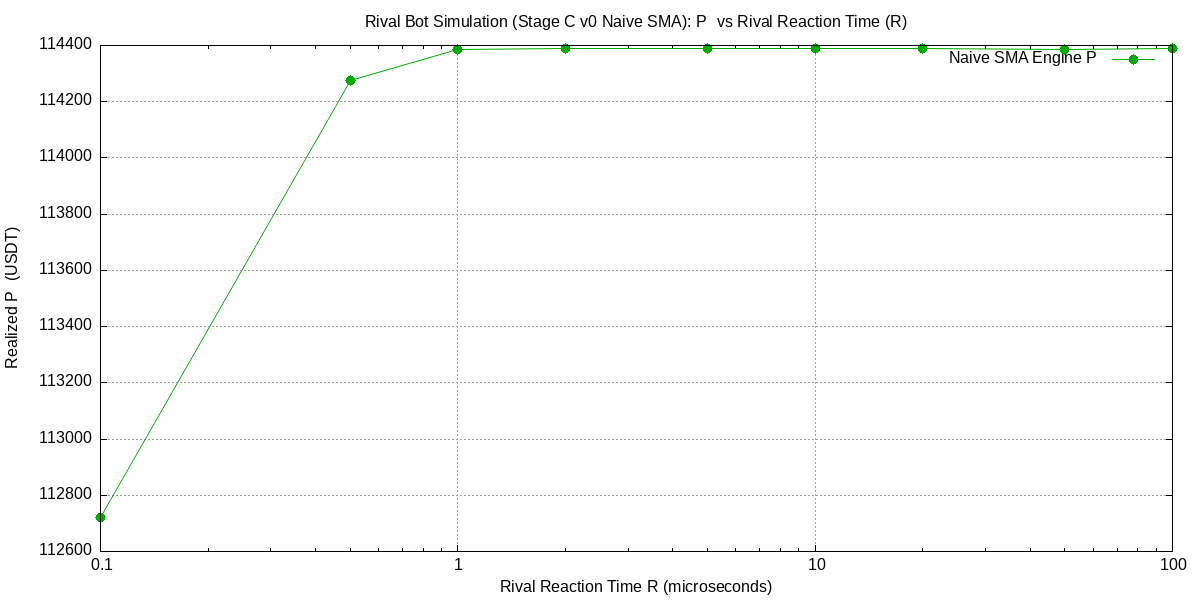 Rival Bot Simulation (Stage C v0 Naive SMA): P  vs Rival Reaction Time (R)
114400
Naive SMA Engine P
114200
114000
113800
113600
113400
113200
113000
112800
112600
Realized P  (USDT)
0.1 1 10 100
Rival Reaction Time R (microseconds)